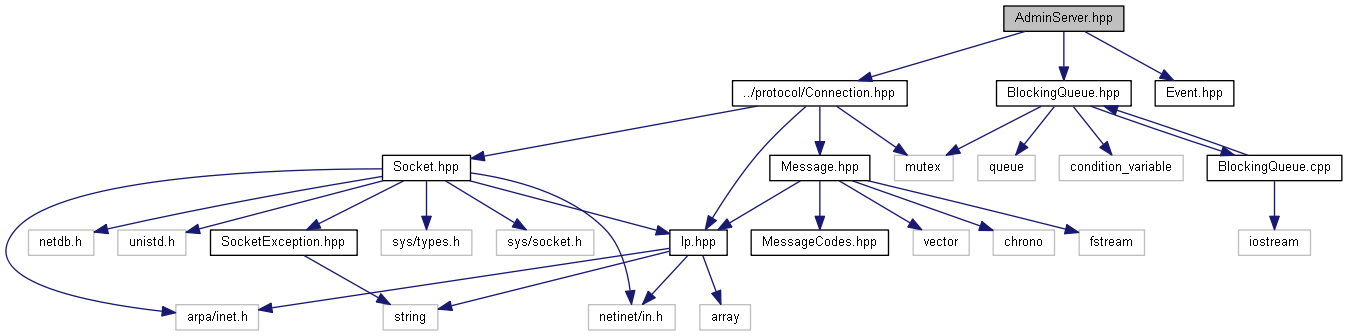 AdminServer.hpp
../protocol/Connection.hpp
BlockingQueue.hpp
Event.hpp
Socket.hpp
Message.hpp
mutex
queue
condition_variable
BlockingQueue.cpp
netdb.h
unistd.h
SocketException.hpp
sys/types.h
sys/socket.h
Ip.hpp
MessageCodes.hpp
vector
chrono
fstream
iostream
arpa/inet.h
string
netinet/in.h
array